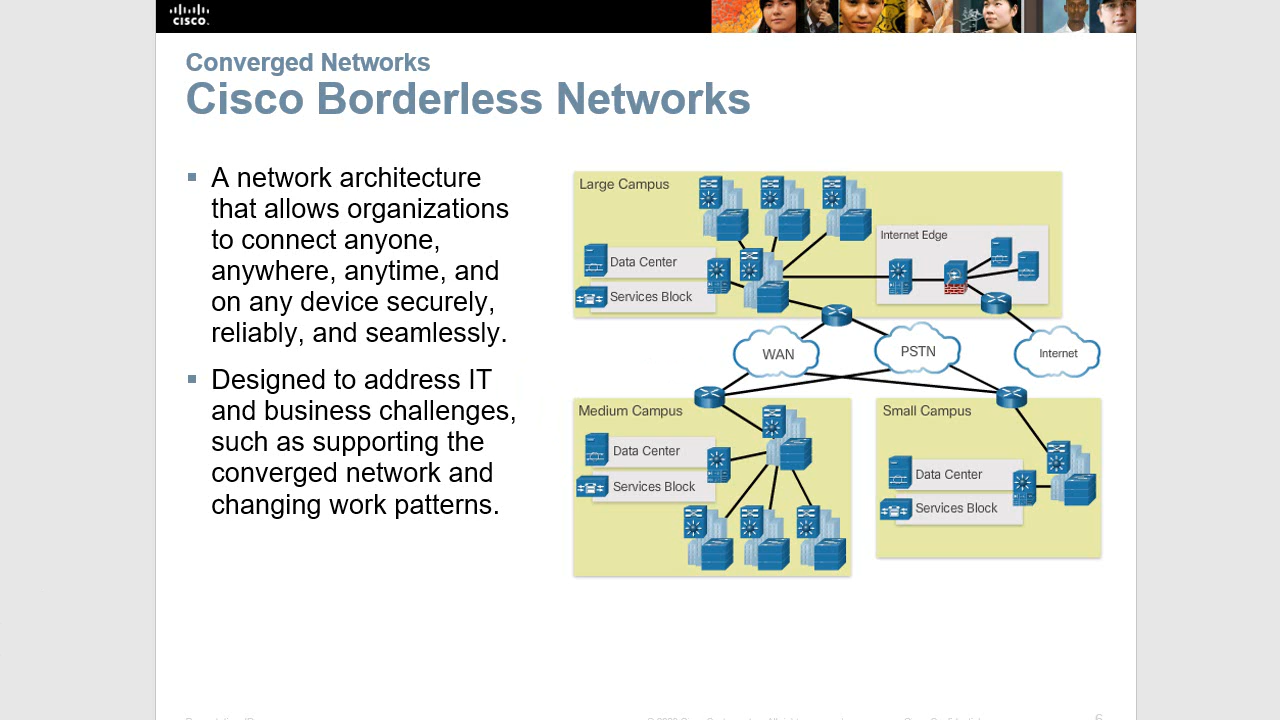 CISCO.
Converged Networks
Cisco Borderless Networks
A network architecture
that allows organizations
to connect anyone,
anywhere, anytime, and
on any device securely,
reliably, and seamlessly.
Designed to address IT
and business challenges,
such as supporting the
converged network and
changing work patterns.
Large Campus
Internet Edge
Data Center
Services Block
WAN
PSTN
Internet
Medium Campus
Data Center
Services Block
Small Campus
Data Center
Services Block